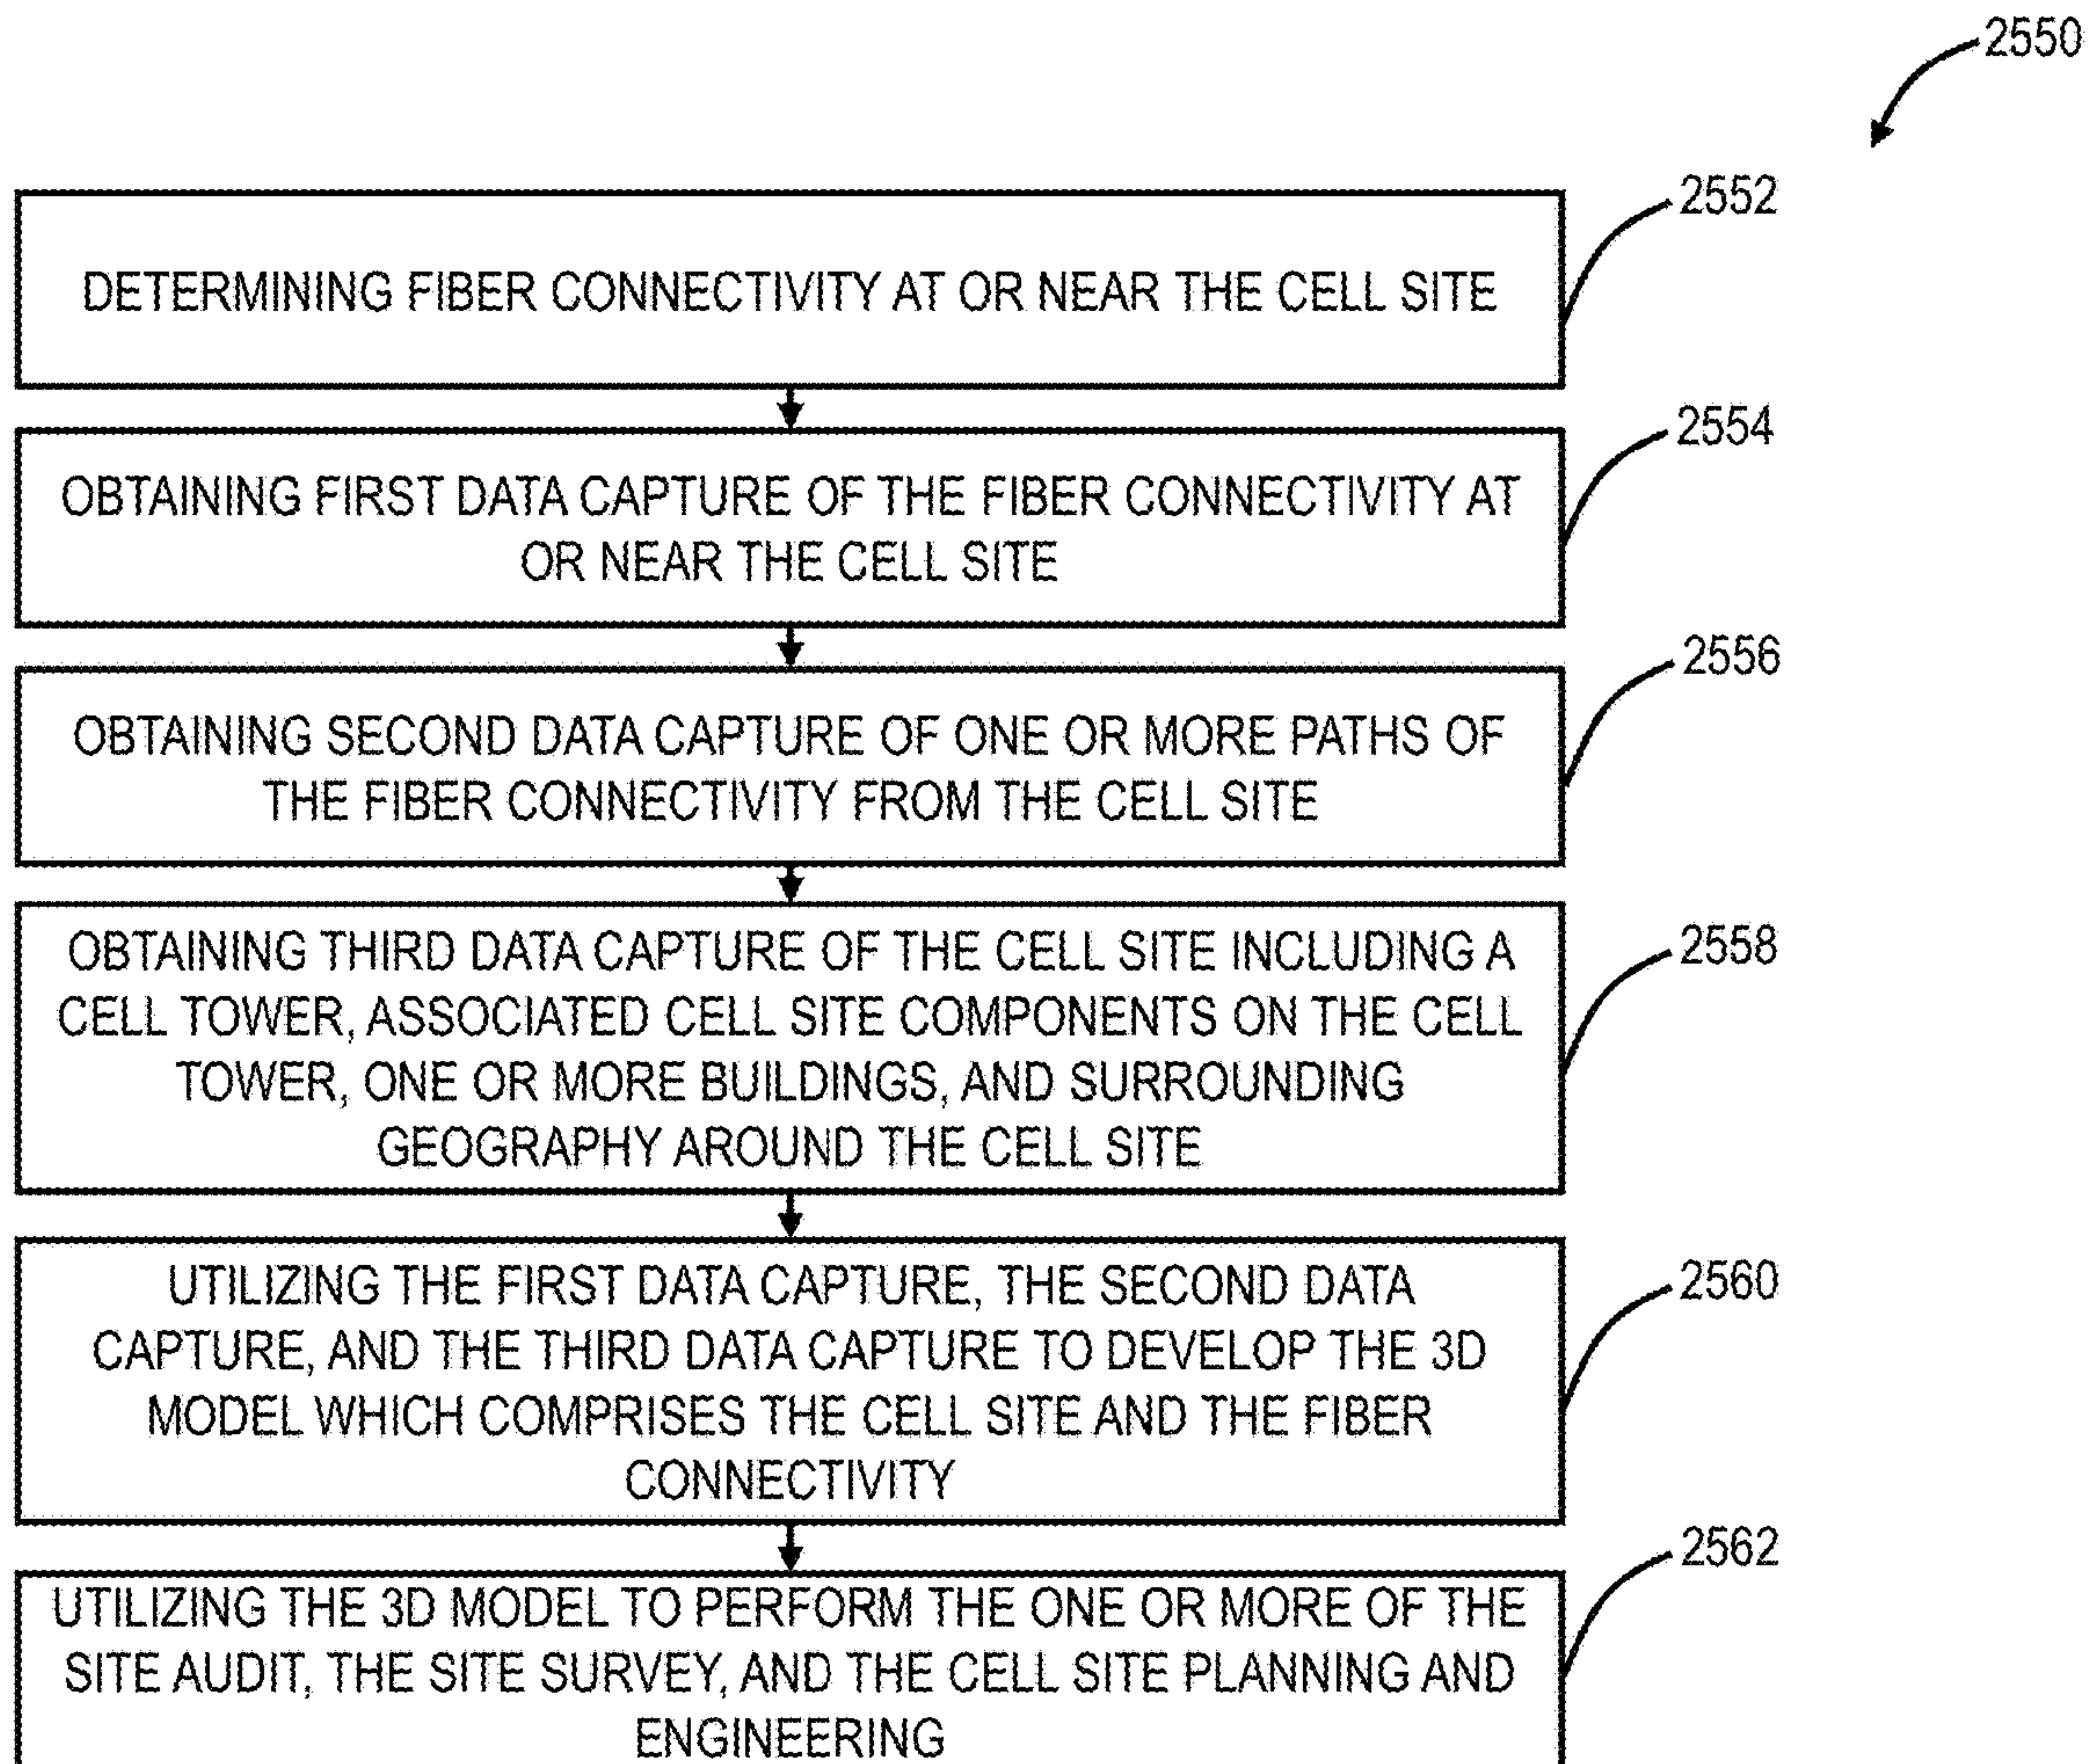 2550
2552
DETERMINING FIBER CONNECTIVITY AT OR NEAR THE CELL SITE
2554
OBTAINING FIRST DATA CAPTURE OF THE FIBER CONNECTIVITY AT
OR NEAR THE CELL SITE
2556
OBTAINING SECOND DATA CAPTURE OF ONE OR MORE PATHS OF
THE FIBER CONNECTIVITY FROM THE CELL SITE
2558
OBTAINING THIRD DATA CAPTURE OF THE CELL SITE INCLUDING A
CELL TOWER, ASSOCIATED CELL SITE COMPONENTS ON THE CELL
TOWER, ONE OR MORE BUILDINGS, AND SURROUNDING
GEOGRAPHY AROUND THE CELL SITE
2560
UTILIZING THE FIRST DATA CAPTURE, THE SECOND DATA
CAPTURE, AND THE THIRD DATA CAPTURE TO DEVELOP THE 3D
MODEL WHICH COMPRISES THE CELL SITE AND THE FIBER
CONNECTIVITY
2562
UTILIZING THE 3D MODEL TO PERFORM THE ONE OR MORE OF THE
SITE AUDIT, THE SITE SURVEY, AND THE CELL SITE PLANNING AND
ENGINEERING